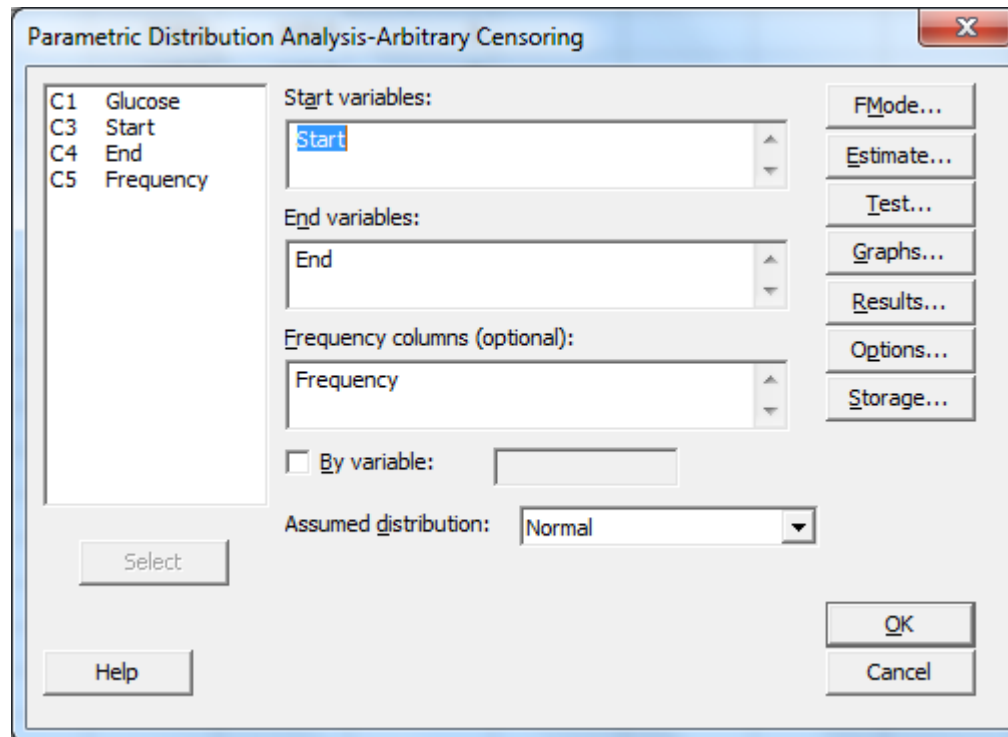 Parametric Distribution Analysis-Arbitrary Censoring
C1 Glucose
C3 Start
C4 End
C5 Frequency
Start variables:
Start
End variables:
End
Frequency columns (optional):
Frequency
By variable:
Assumed distribution: Normal
FMode...
Estimate...
Test...
Graphs...
Results...
Options...
Storage...
Select
OK
Help
Cancel